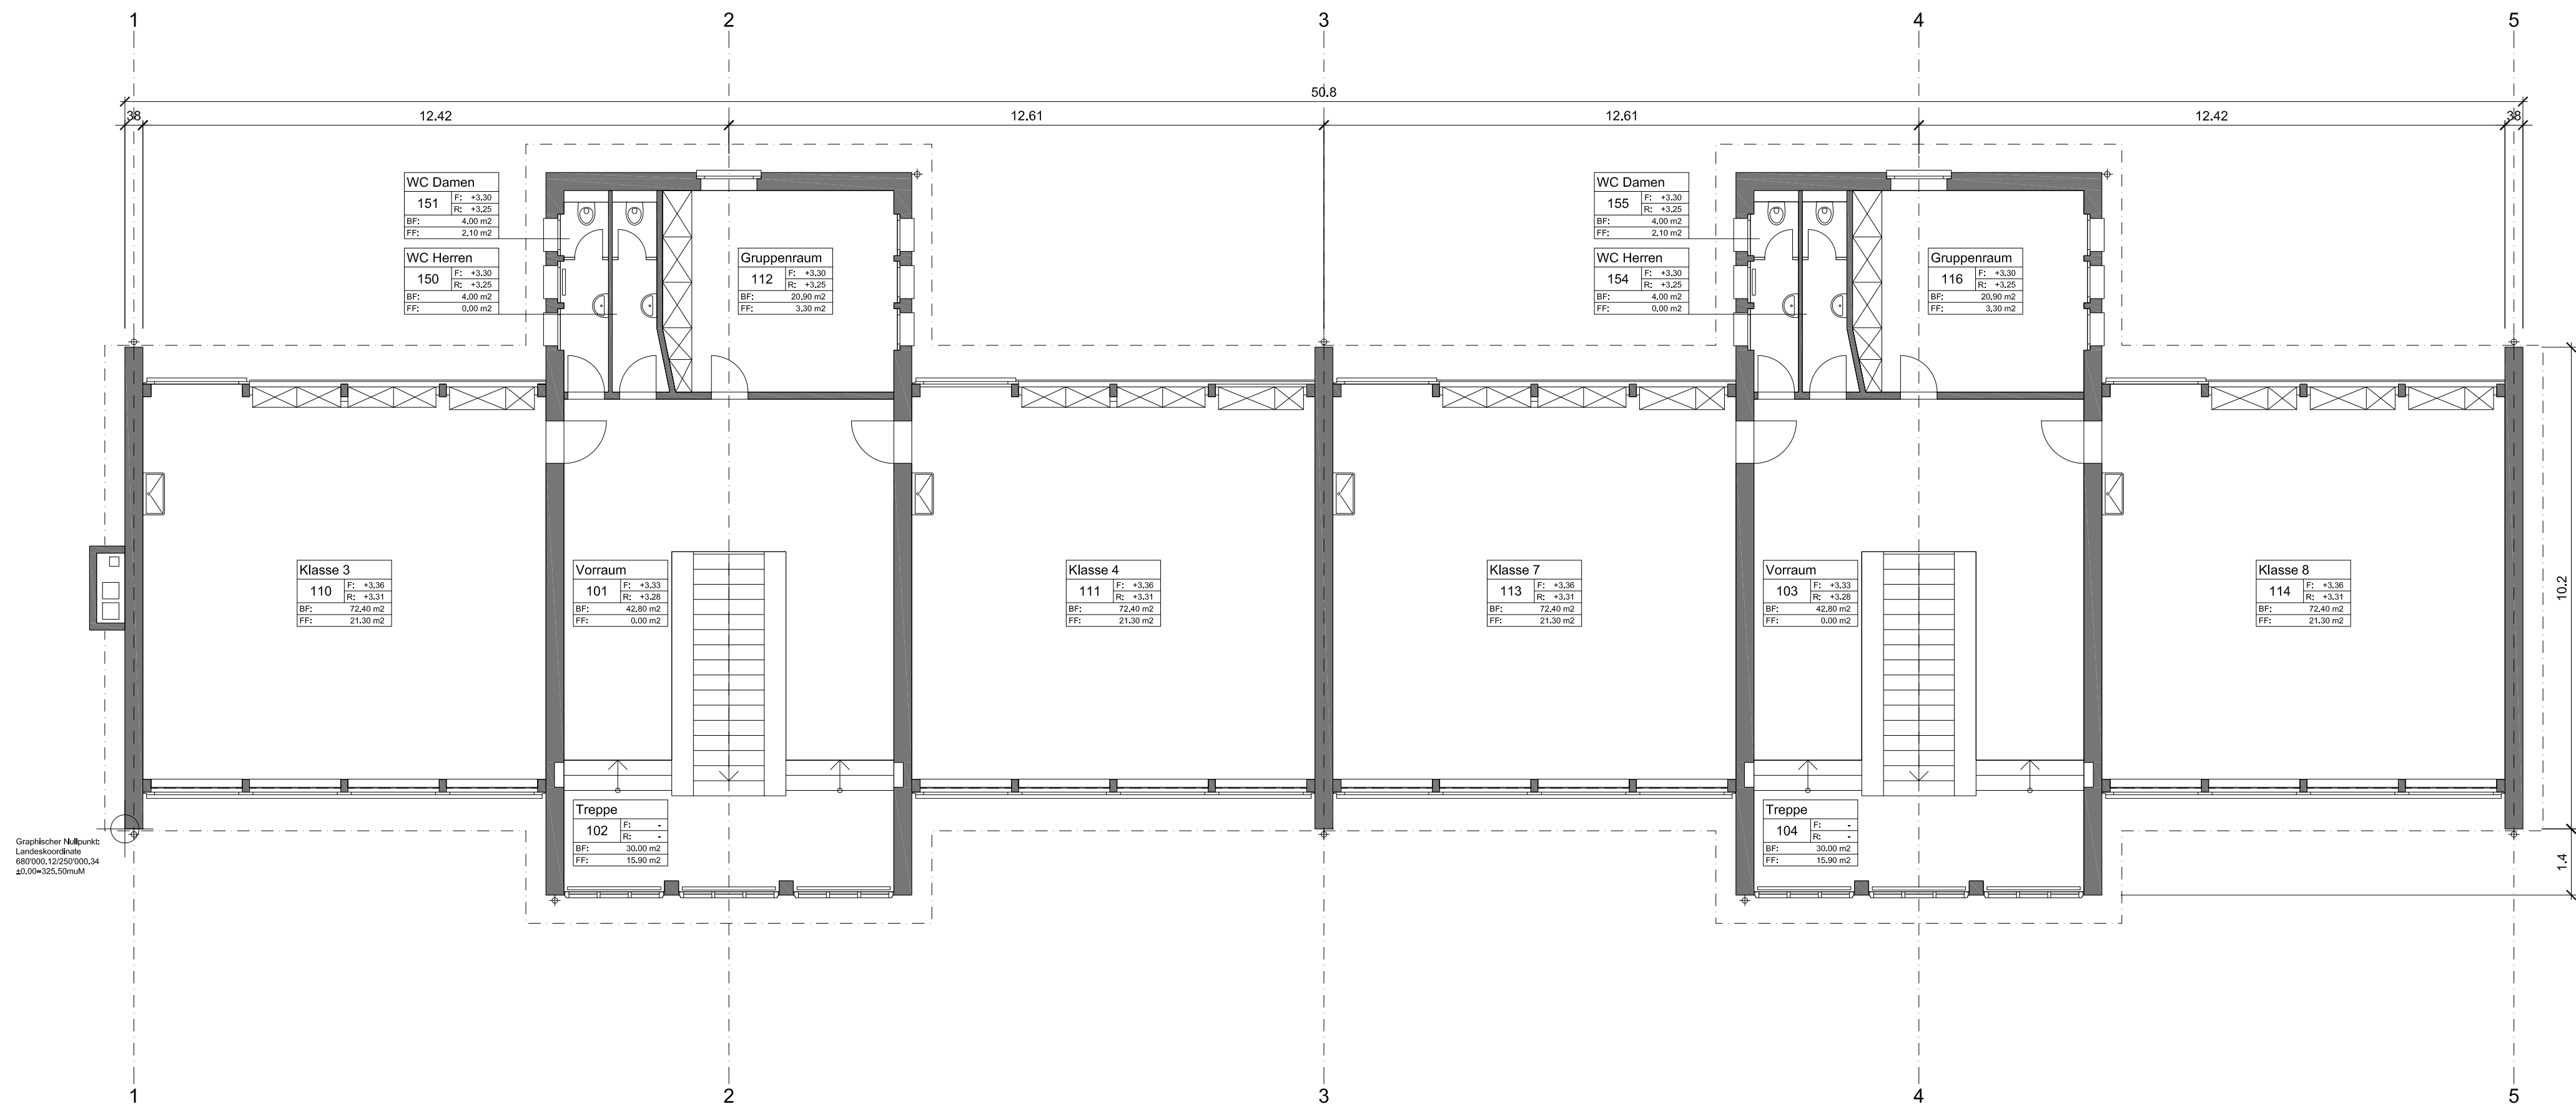 1 2 3 4 5
50.8
38 12.42 12.61 12.61 12.42 38
WC Damen
151 F: +3.30
R: +3.25
BF: 4.00 m2
FF: 2.10 m2
WC Herren
150 F: +3.30
R: +3.25
BF: 4.00 m2
FF: 0.00 m2
Gruppenraum
112 F: +3.30
R: +3.25
BF: 20.90 m2
FF: 3.30 m2
WC Damen
155 F: +3.30
R: +3.25
BF: 4.00 m2
FF: 2.10 m2
WC Herren
154 F: +3.30
R: +3.25
BF: 4.00 m2
FF: 0.00 m2
Gruppenraum
116 F: +3.30
R: +3.25
BF: 20.90 m2
FF: 3.30 m2
Klasse 3
110 F: +3.36
R: +3.31
BF: 72.40 m2
FF: 21.30 m2
Vorraum
101 F: +3.33
R: +3.28
BF: 42.80 m2
FF: 0.00 m2
Klasse 4
111 F: +3.36
R: +3.31
BF: 72.40 m2
FF: 21.30 m2
Klasse 7
113 F: +3.36
R: +3.31
BF: 72.40 m2
FF: 21.30 m2
Vorraum
103 F: +3.33
R: +3.28
BF: 42.80 m2
FF: 0.00 m2
Klasse 8
114 F: +3.36
R: +3.31
BF: 72.40 m2
FF: 21.30 m2
10.2
Treppe
102 F: -
R: -
BF: 30.00 m2
FF: 15.90 m2
Treppe
104 F: -
R: -
BF: 30.00 m2
FF: 15.90 m2
1.4
Graphischer Nullpunkt:
Landeskoordinate
680'000.12/250'000.34
±0.00=325.50müM
1 2 3 4 5